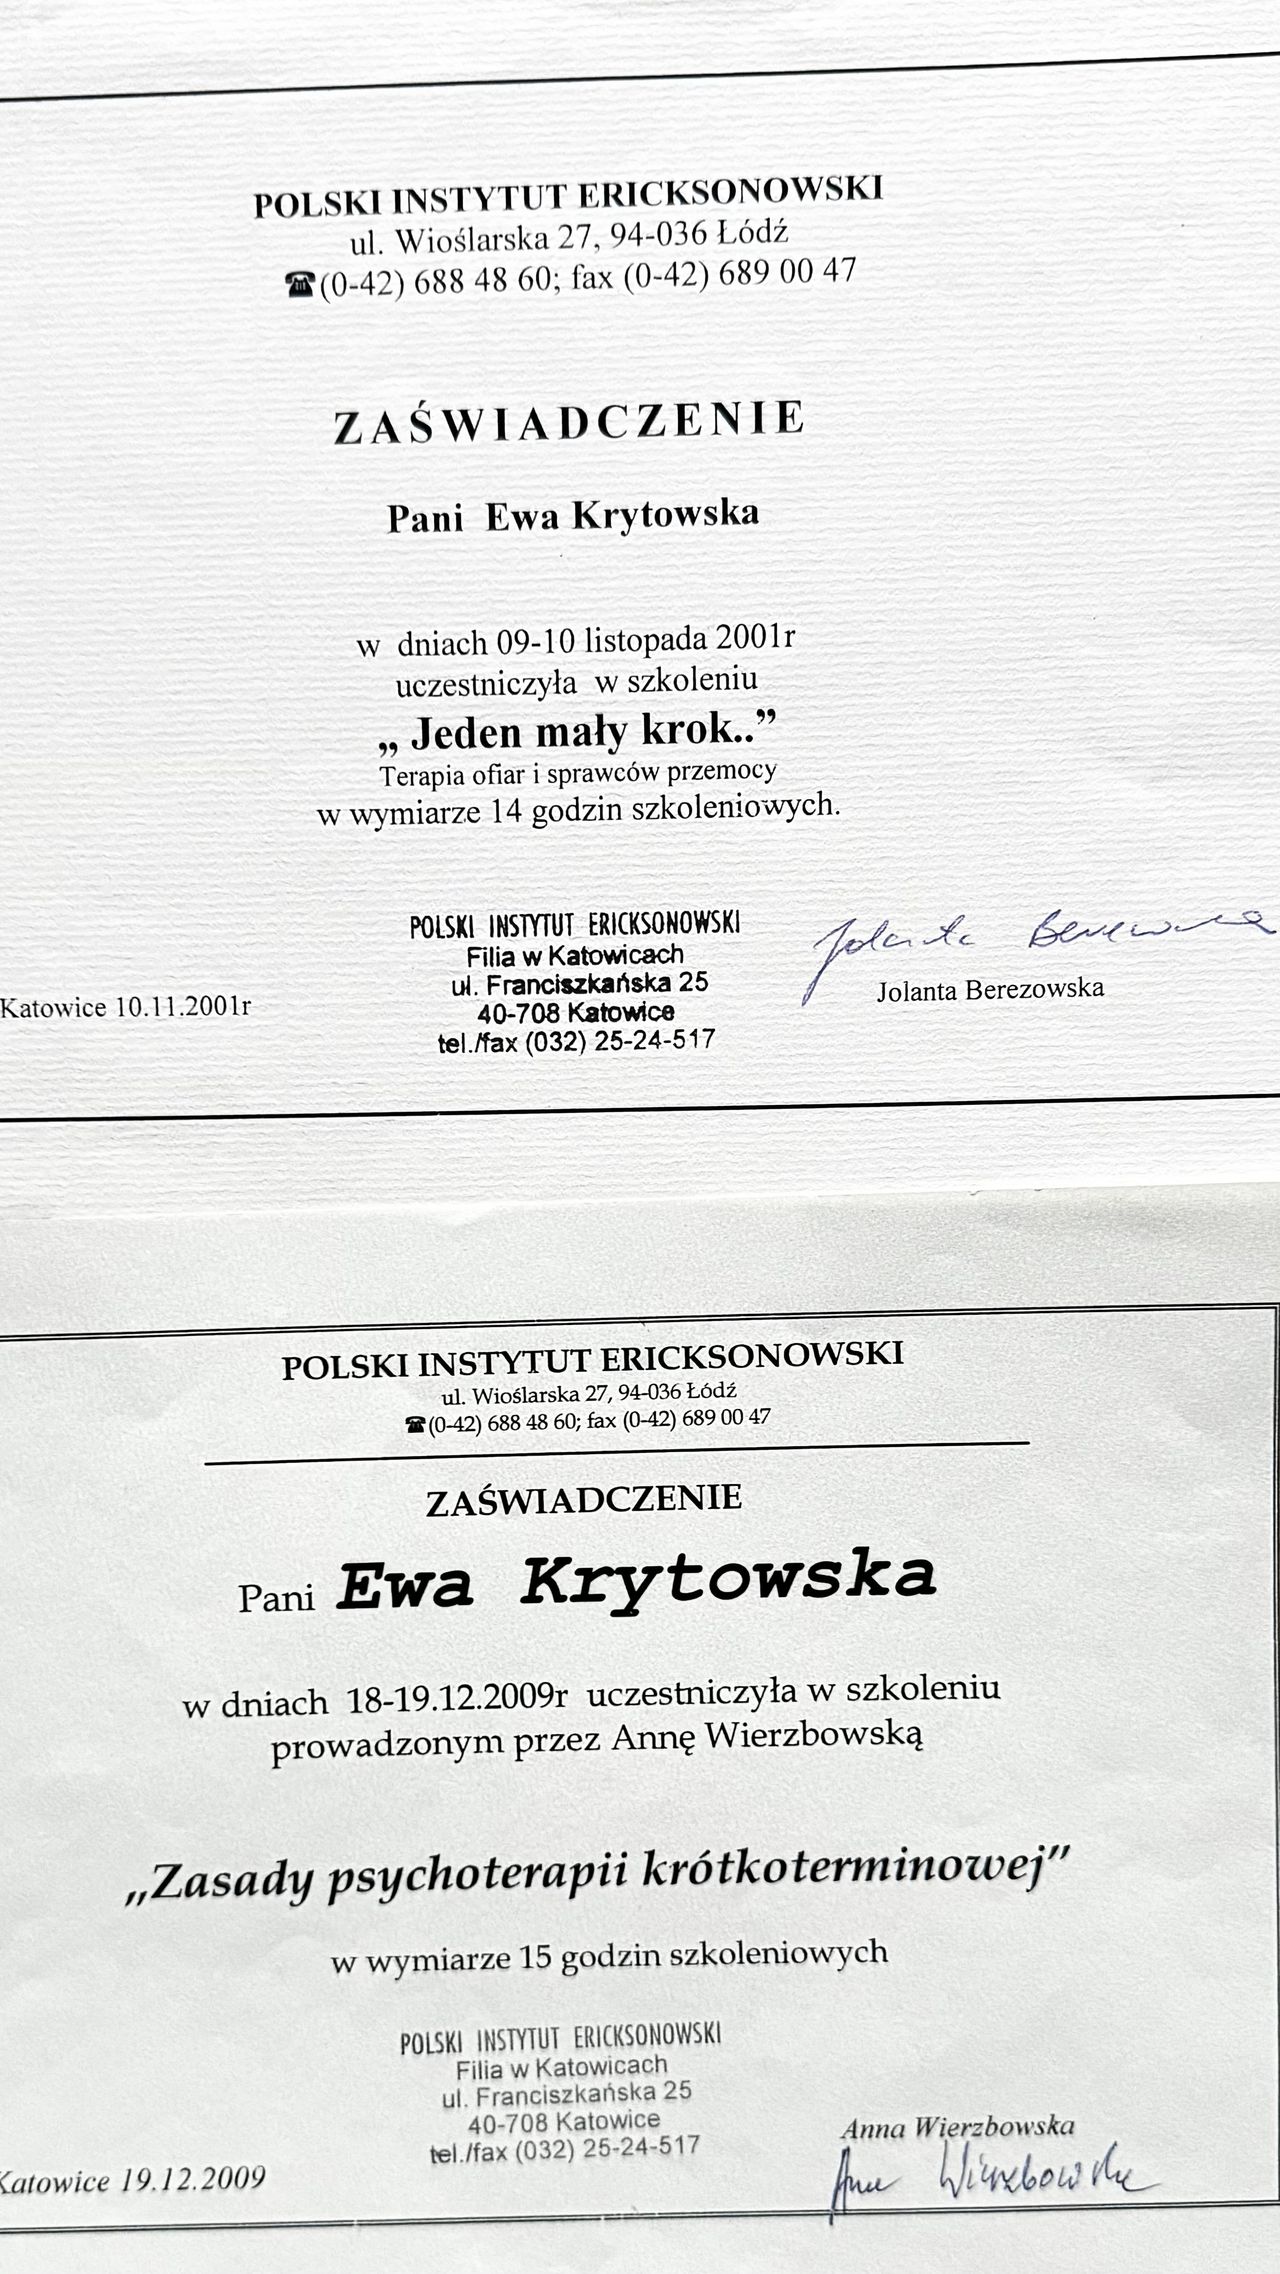 POLSKI INSTYTUT ERICKSONOWSKI
ul. Wioślarska 27, 94-036 Łódź
☎(0-42) 688 48 60; fax (0-42) 689 00 47
ZAŚWIADCZENIE
Pani Ewa Krytowska
w dniach 09-10 listopada 2001r
uczestniczyła w szkoleniu
„ Jeden mały krok..”
Terapia ofiar i sprawców przemocy
w wymiarze 14 godzin szkoleniowych.
POLSKI INSTYTUT ERICKSONOWSKI
Filia w Katowicach
ul. Franciszkańska 25
40-708 Katowice
tel./fax (032) 25-24-517
Katowice 10.11.2001r
Jolanta Berezowska
Jolanta Berezowska
POLSKI INSTYTUT ERICKSONOWSKI
ul. Wioślarska 27, 94-036 Łódź
☎(0-42) 688 48 60; fax (0-42) 689 00 47
ZAŚWIADCZENIE
Pani Ewa Krytowska
w dniach 18-19.12.2009r uczestniczyła w szkoleniu
prowadzonym przez Annę Wierzbowską
„Zasady psychoterapii krótkoterminowej”
w wymiarze 15 godzin szkoleniowych
POLSKI INSTYTUT ERICKSONOWSKI
Filia w Katowicach
ul. Franciszkańska 25
40-708 Katowice
tel./fax (032) 25-24-517
Katowice 19.12.2009
Anna Wierzbowska
Anna Wierzbowska